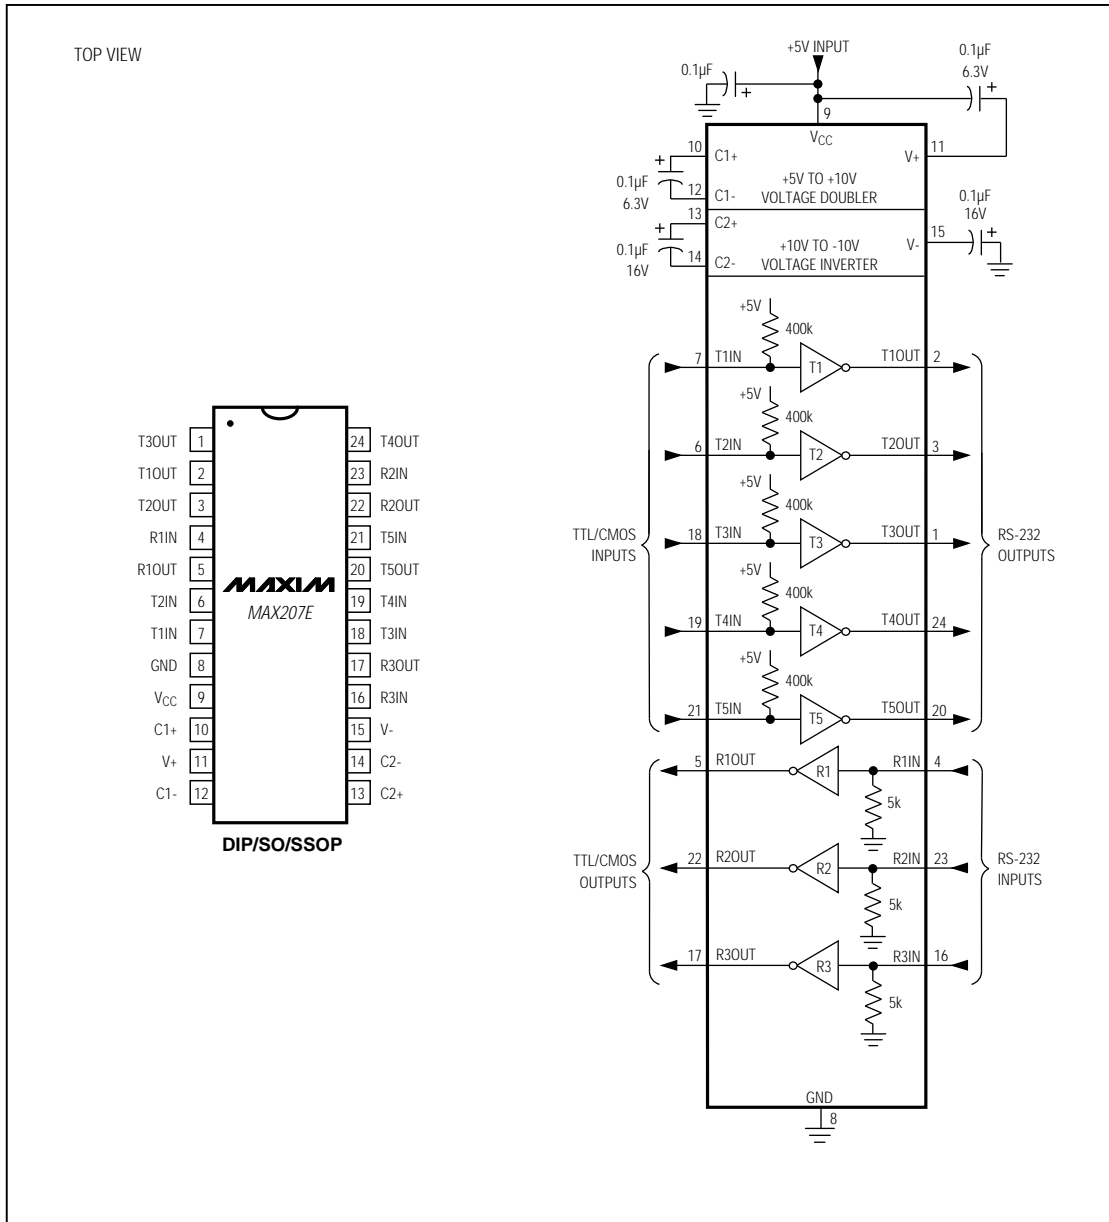 TOP VIEW
T3OUT 1
T1OUT 2
T2OUT 3
R1IN 4
R1OUT 5
T2IN 6
T1IN 7
GND 8
VCC 9
C1+ 10
V+ 11
C1- 12
24 T4OUT
23 R2IN
22 R2OUT
21 T5IN
20 T5OUT
19 T4IN
18 T3IN
17 R3OUT
16 R3IN
15 V-
14 C2-
13 C2+
MAXIM
MAX207E
DIP/SO/SSOP
+5V INPUT
0.1µF
+
0.1µF
6.3V
+
9
VCC
10 C1+
V+ 11
+
0.1µF
6.3V
12 C1-
+5V TO +10V
VOLTAGE DOUBLER
13 C2+
+
0.1µF
16V
14 C2-
+10V TO -10V
VOLTAGE INVERTER
V- 15
0.1µF
16V
+
+5V
400k
7 T1IN T1 T1OUT 2
+5V
400k
6 T2IN T2 T2OUT 3
+5V
400k
TTL/CMOS
INPUTS
18 T3IN T3 T3OUT 1
RS-232
OUTPUTS
+5V
400k
19 T4IN T4 T4OUT 24
+5V
400k
21 T5IN T5 T5OUT 20
5 R1OUT R1 R1IN 4
5k
TTL/CMOS
OUTPUTS
22 R2OUT R2 R2IN 23
RS-232
INPUTS
5k
17 R3OUT R3 R3IN 16
5k
GND
8